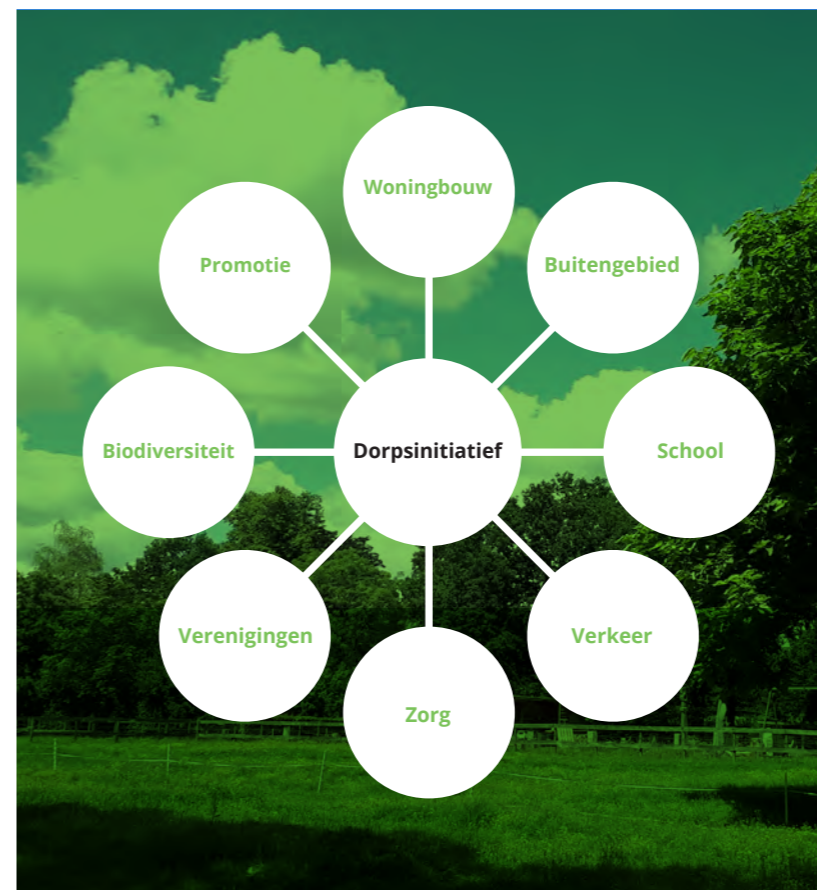 Woningbouw
Promotie
Buitengebied
Biodiversiteit
Dorpsinitiatief
School
Verenigingen
Verkeer
Zorg